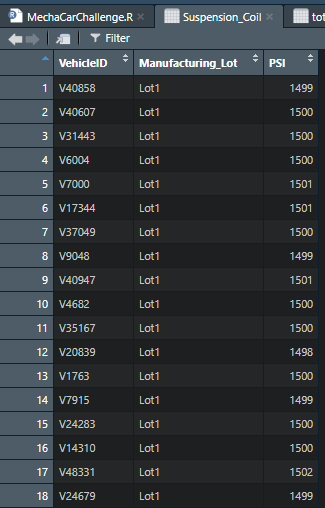 MechaCarChallenge.R × Suspension_Coil × tot
Filter
VehicleID Manufacturing_Lot PSI
1 V40858 Lot1 1499
2 V40607 Lot1 1500
3 V31443 Lot1 1500
4 V6004 Lot1 1500
5 V7000 Lot1 1501
6 V17344 Lot1 1501
7 V37049 Lot1 1500
8 V9048 Lot1 1499
9 V40947 Lot1 1501
10 V4682 Lot1 1500
11 V35167 Lot1 1500
12 V20839 Lot1 1498
13 V1763 Lot1 1500
14 V7915 Lot1 1499
15 V24283 Lot1 1500
16 V14310 Lot1 1500
17 V48331 Lot1 1502
18 V24679 Lot1 1499